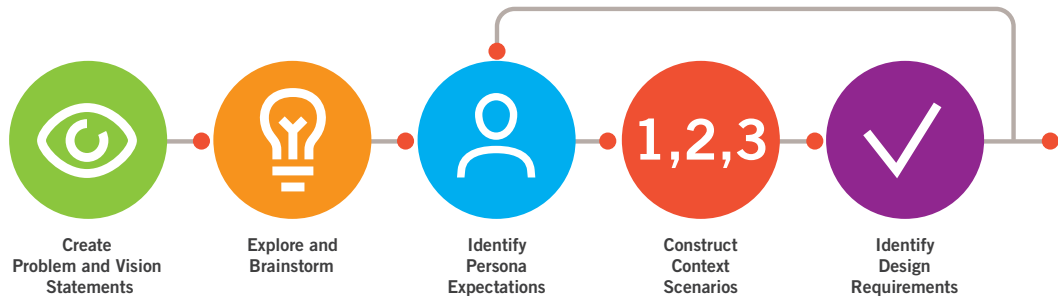 1,2,3
Create
Problem and Vision
Statements
Explore and
Brainstorm
Identify
Persona
Expectations
Construct
Context
Scenarios
Identify
Design
Requirements